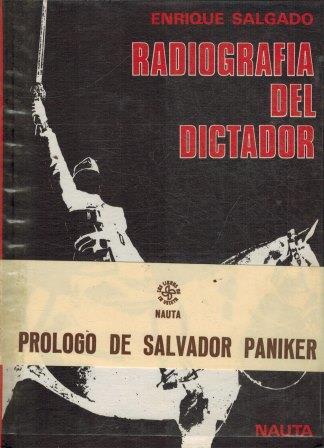 ENRIQUE SALGADO
RADIOGRAFIA
DEL
DICTADOR
NAUTA
PROLOGO DE SALVADOR PANIKER
NAUTA